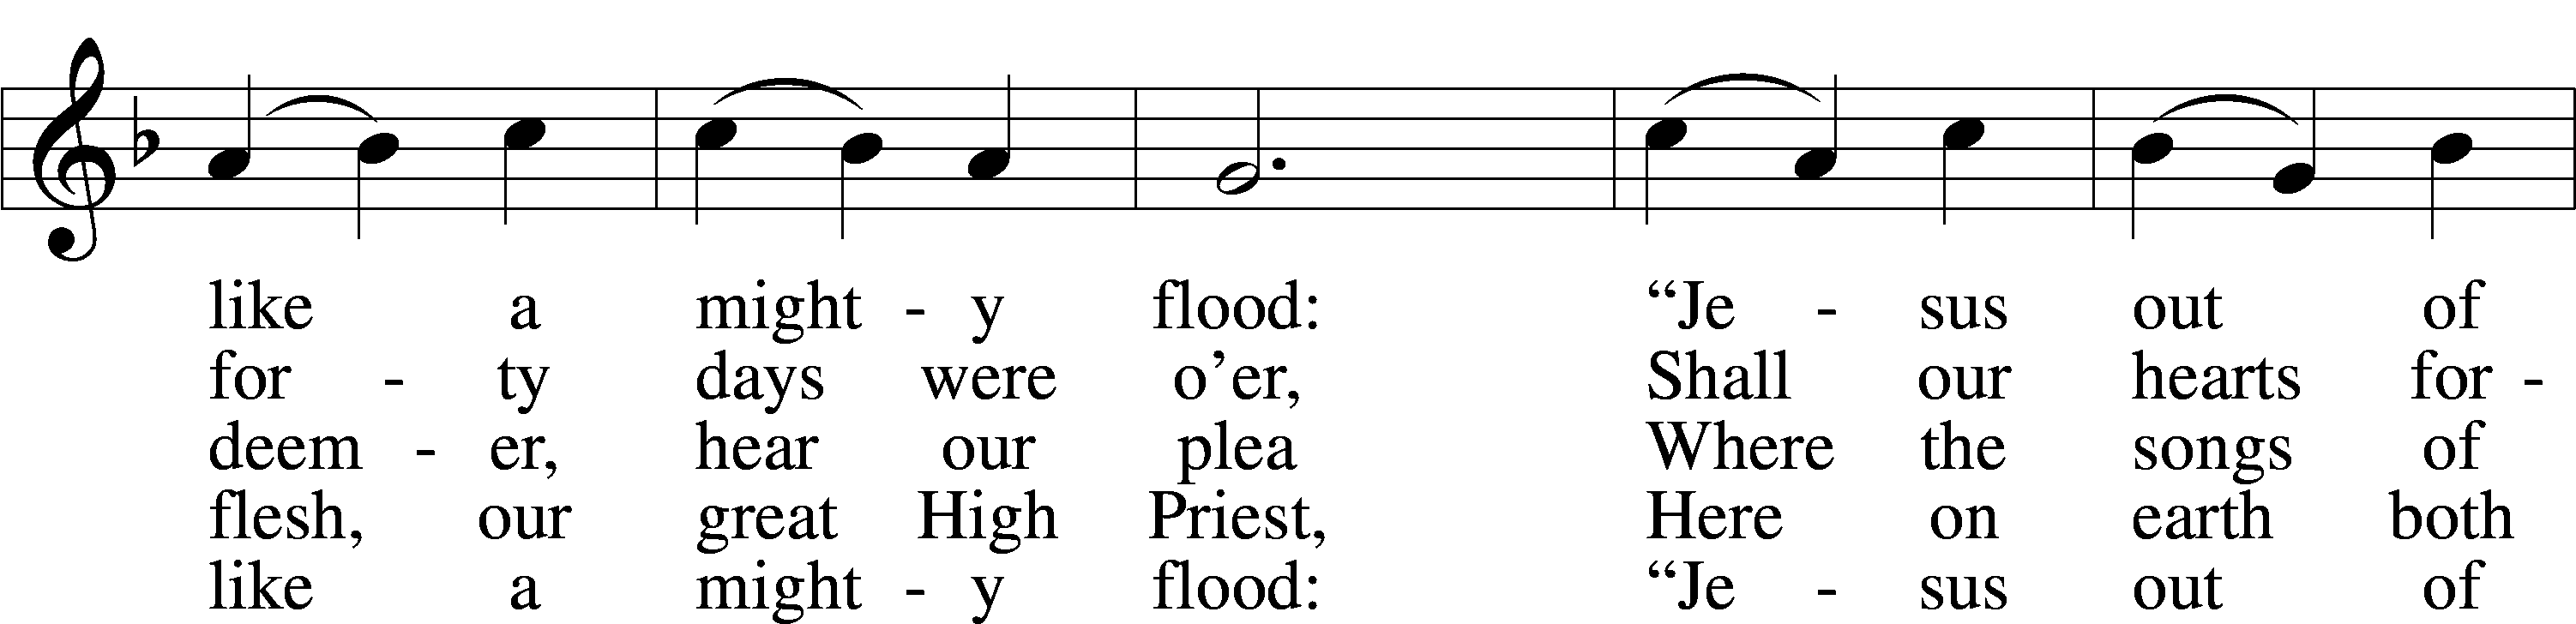 like a might - y flood: “Je - sus out of
for - ty days were o’er, Shall our hearts for -
deem - er, hear our plea Where the songs of
flesh, our great High Priest, Here on earth both
like a might - y flood: “Je - sus out of